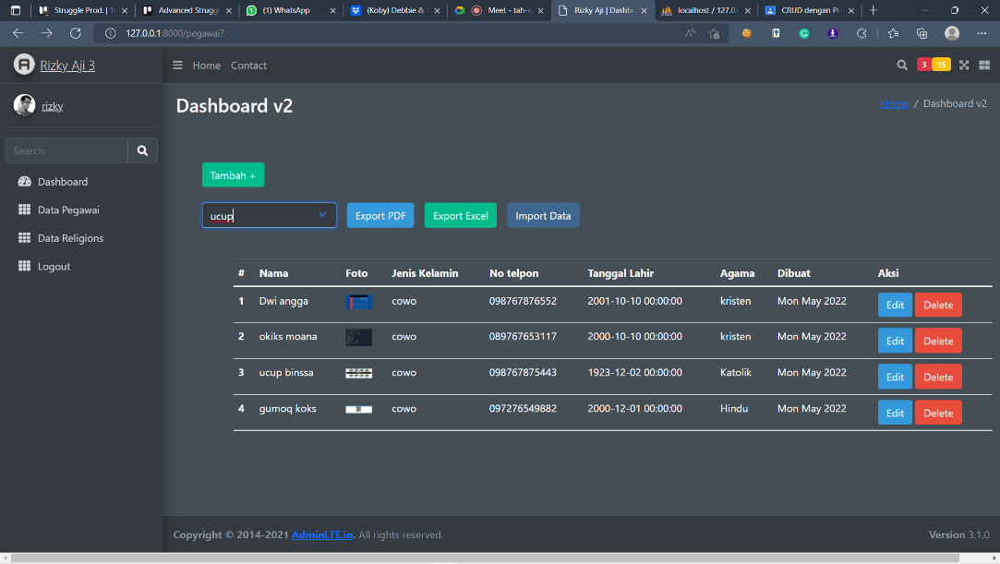 Struggle Prod. | T
Advanced Struggl
(1) WhatsApp
(Koby) Debbie &
Meet - tah-q
Rizky Aji | Dashb
localhost / 127.0.
CRUD dengan P
127.0.0.1:8000/pegawai?
Rizky Aji 3
Home
Contact
3
15
rizky
Dashboard v2
Home / Dashboard v2
Search
Dashboard
Data Pegawai
Data Religions
Logout
Tambah +
ucup
Export PDF
Export Excel
Import Data
# Nama Foto Jenis Kelamin No telpon Tanggal Lahir Agama Dibuat Aksi
1 Dwi angga cowo 098767876552 2001-10-10 00:00:00 kristen Mon May 2022 Edit Delete
2 okiks moana cowo 089767653117 2000-10-10 00:00:00 kristen Mon May 2022 Edit Delete
3 ucup binssa cowo 098767875443 1923-12-02 00:00:00 Katolik Mon May 2022 Edit Delete
4 gumoq koks cowo 097276549882 2000-12-01 00:00:00 Hindu Mon May 2022 Edit Delete
Copyright © 2014-2021 AdminLTE.io. All rights reserved.
Version 3.1.0